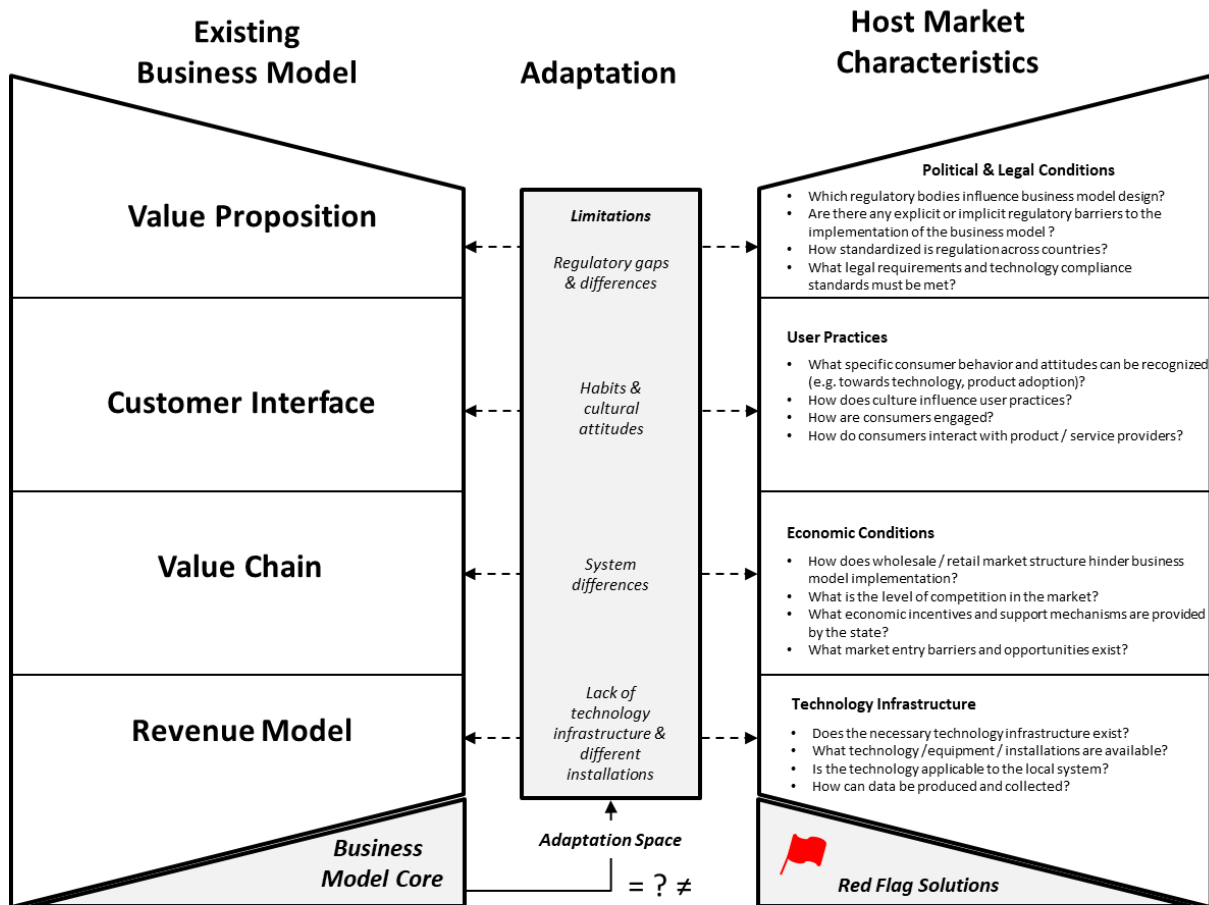 Existing
Business Model
Adaptation
Host Market
Characteristics
Value Proposition
Limitations
Regulatory gaps
& differences
Political & Legal Conditions
• Which regulatory bodies influence business model design?
• Are there any explicit or implicit regulatory barriers to the
implementation of the business model ?
• How standardized is regulation across countries?
• What legal requirements and technology compliance
standards must be met?
Customer Interface
Habits &
cultural
attitudes
User Practices
• What specific consumer behavior and attitudes can be recognized
(e.g. towards technology, product adoption)?
• How does culture influence user practices?
• How are consumers engaged?
• How do consumers interact with product / service providers?
Value Chain
System
differences
Economic Conditions
• How does wholesale / retail market structure hinder business
model implementation?
• What is the level of competition in the market?
• What economic incentives and support mechanisms are provided
by the state?
• What market entry barriers and opportunities exist?
Revenue Model
Lack of
technology
infrastructure &
different
installations
Technology Infrastructure
• Does the necessary technology infrastructure exist?
• What technology /equipment / installations are available?
• Is the technology applicable to the local system?
• How can data be produced and collected?
Business
Model Core
Adaptation Space
= ? ≠
Red Flag Solutions